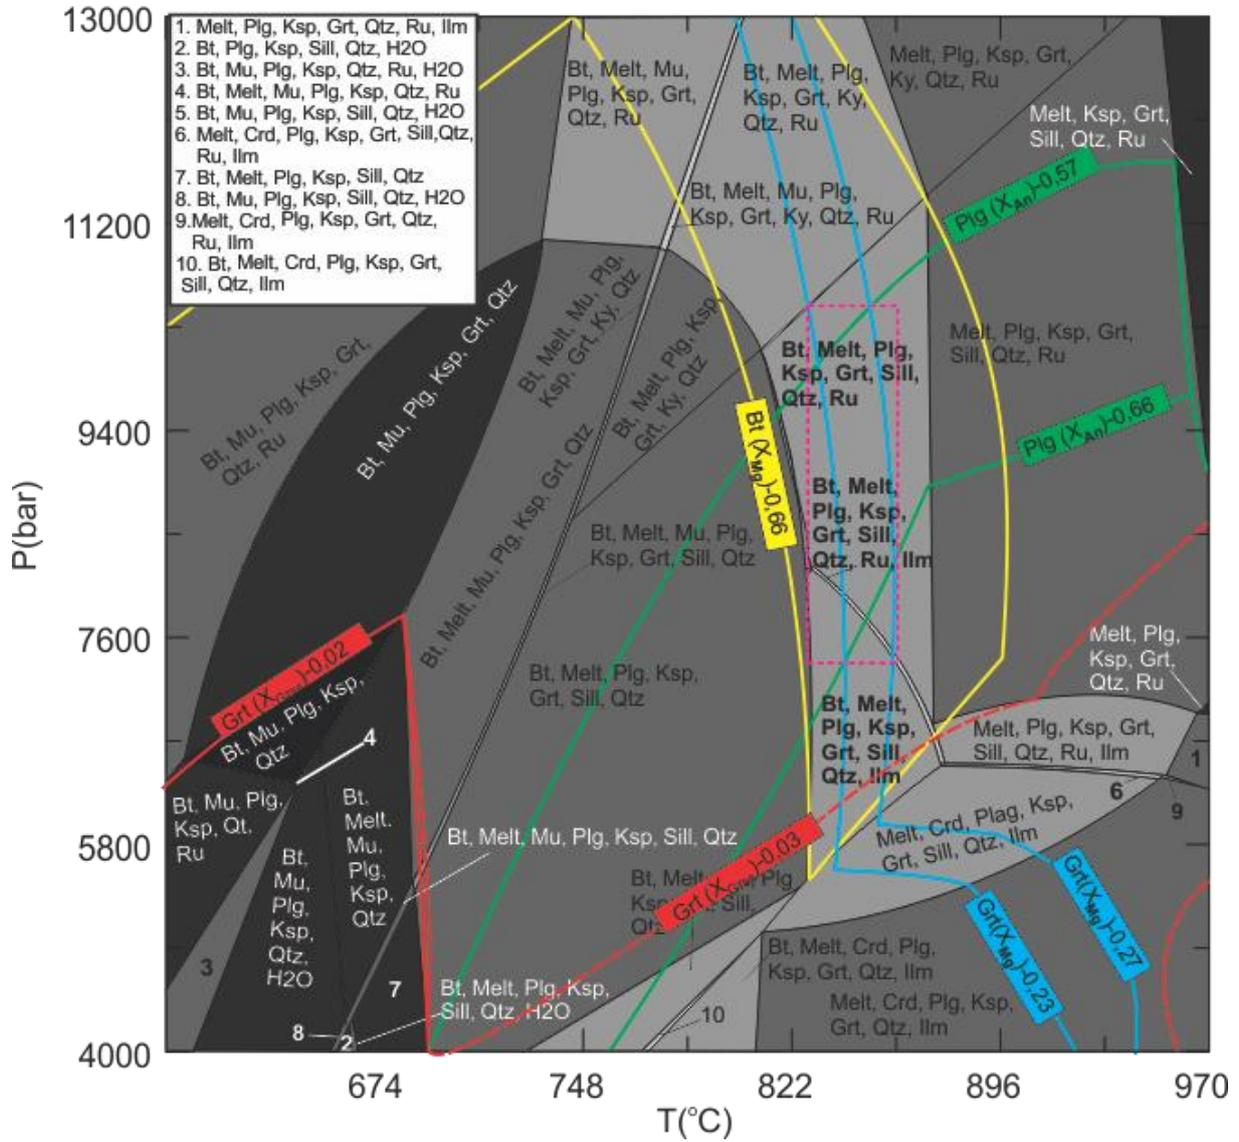 13000
11200
9400
7600
5800
4000
P(bar)
1. Melt, Plg, Ksp, Grt, Qtz, Ru, Ilm
2. Bt, Plg, Ksp, Sill, Qtz, H2O
3. Bt, Mu, Plg, Ksp, Qtz, Ru, H2O
4. Bt, Melt, Mu, Plg, Ksp, Qtz, Ru
5. Bt, Mu, Plg, Ksp, Sill, Qtz, H2O
6. Melt, Crd, Plg, Ksp, Grt, Sill,Qtz,
Ru, Ilm
7. Bt, Melt, Plg, Ksp, Sill, Qtz
8. Bt, Mu, Plg, Ksp, Sill, Qtz, H2O
9.Melt, Crd, Plg, Ksp, Grt, Qtz,
Ru, Ilm
10. Bt, Melt, Crd, Plg, Ksp, Grt,
Sill, Qtz, Ilm
Bt, Melt, Mu,
Plg, Ksp, Grt,
Qtz, Ru
Bt, Melt, Plg,
Ksp, Grt, Ky,
Qtz, Ru
Melt, Plg, Ksp, Grt,
Ky, Qtz, Ru
Melt, Ksp, Grt,
Sill, Qtz, Ru
Bt, Melt, Mu, Plg,
Ksp, Grt, Ky, Qtz, Ru
Plg (XAn)-0,57
Bt, Mu, Plg, Ksp, Grt,
Qtz, Ru
Bt, Mu, Plg, Ksp, Grt, Qtz
Bt, Melt, Mu, Plg,
Ksp, Grt, Ky, Qtz
Bt, Melt, Plg, Ksp,
Grt, Ky, Qtz
Bt, Melt, Mu, Plg, Ksp, Grt, Qtz
Bt, Melt, Plg,
Ksp, Grt, Sill,
Qtz, Ru
Melt, Plg, Ksp, Grt,
Sill, Qtz, Ru
Plg (XAn)-0,66
Bt (XMg)-0,66
Bt, Melt,
Plg, Ksp,
Grt, Sill,
Qtz, Ru, Ilm
Bt, Melt, Mu, Plg,
Ksp, Grt, Sill, Qtz
Bt, Melt, Plg, Ksp,
Grt, Sill, Qtz
Grt (X)-0,02
Bt, Mu, Plg, Ksp,
Qtz
4
Bt, Mu, Plg,
Ksp, Qt,
Ru
Bt,
Melt.
Mu,
Plg,
Ksp,
Qtz
Bt,
Mu,
Plg,
Ksp,
Qtz,
H2O
3
7
8
2
Bt, Melt, Mu, Plg, Ksp, Sill, Qtz
Bt, Melt, Plg, Ksp,
Sill, Qtz, H2O
Bt, Melt, Plg
Sill,
Qtz
Grt (X)-0,03
Bt, Melt,
Plg, Ksp,
Grt, Sill,
Qtz, Ilm
Melt, Plg,
Ksp, Grt,
Qtz, Ru
Melt, Plg, Ksp, Grt,
Sill, Qtz, Ru, Ilm
1
6
9
Melt, Crd, Plag, Ksp,
Grt, Sill, Qtz, Ilm
Grt(XMg)-0,27
Grt(XMg)-0,23
Bt, Melt, Crd, Plg,
Ksp, Grt, Qtz, Ilm
Melt, Crd, Plg, Ksp,
Grt, Qtz, Ilm
10
674
748
822
896
970
T(°C)